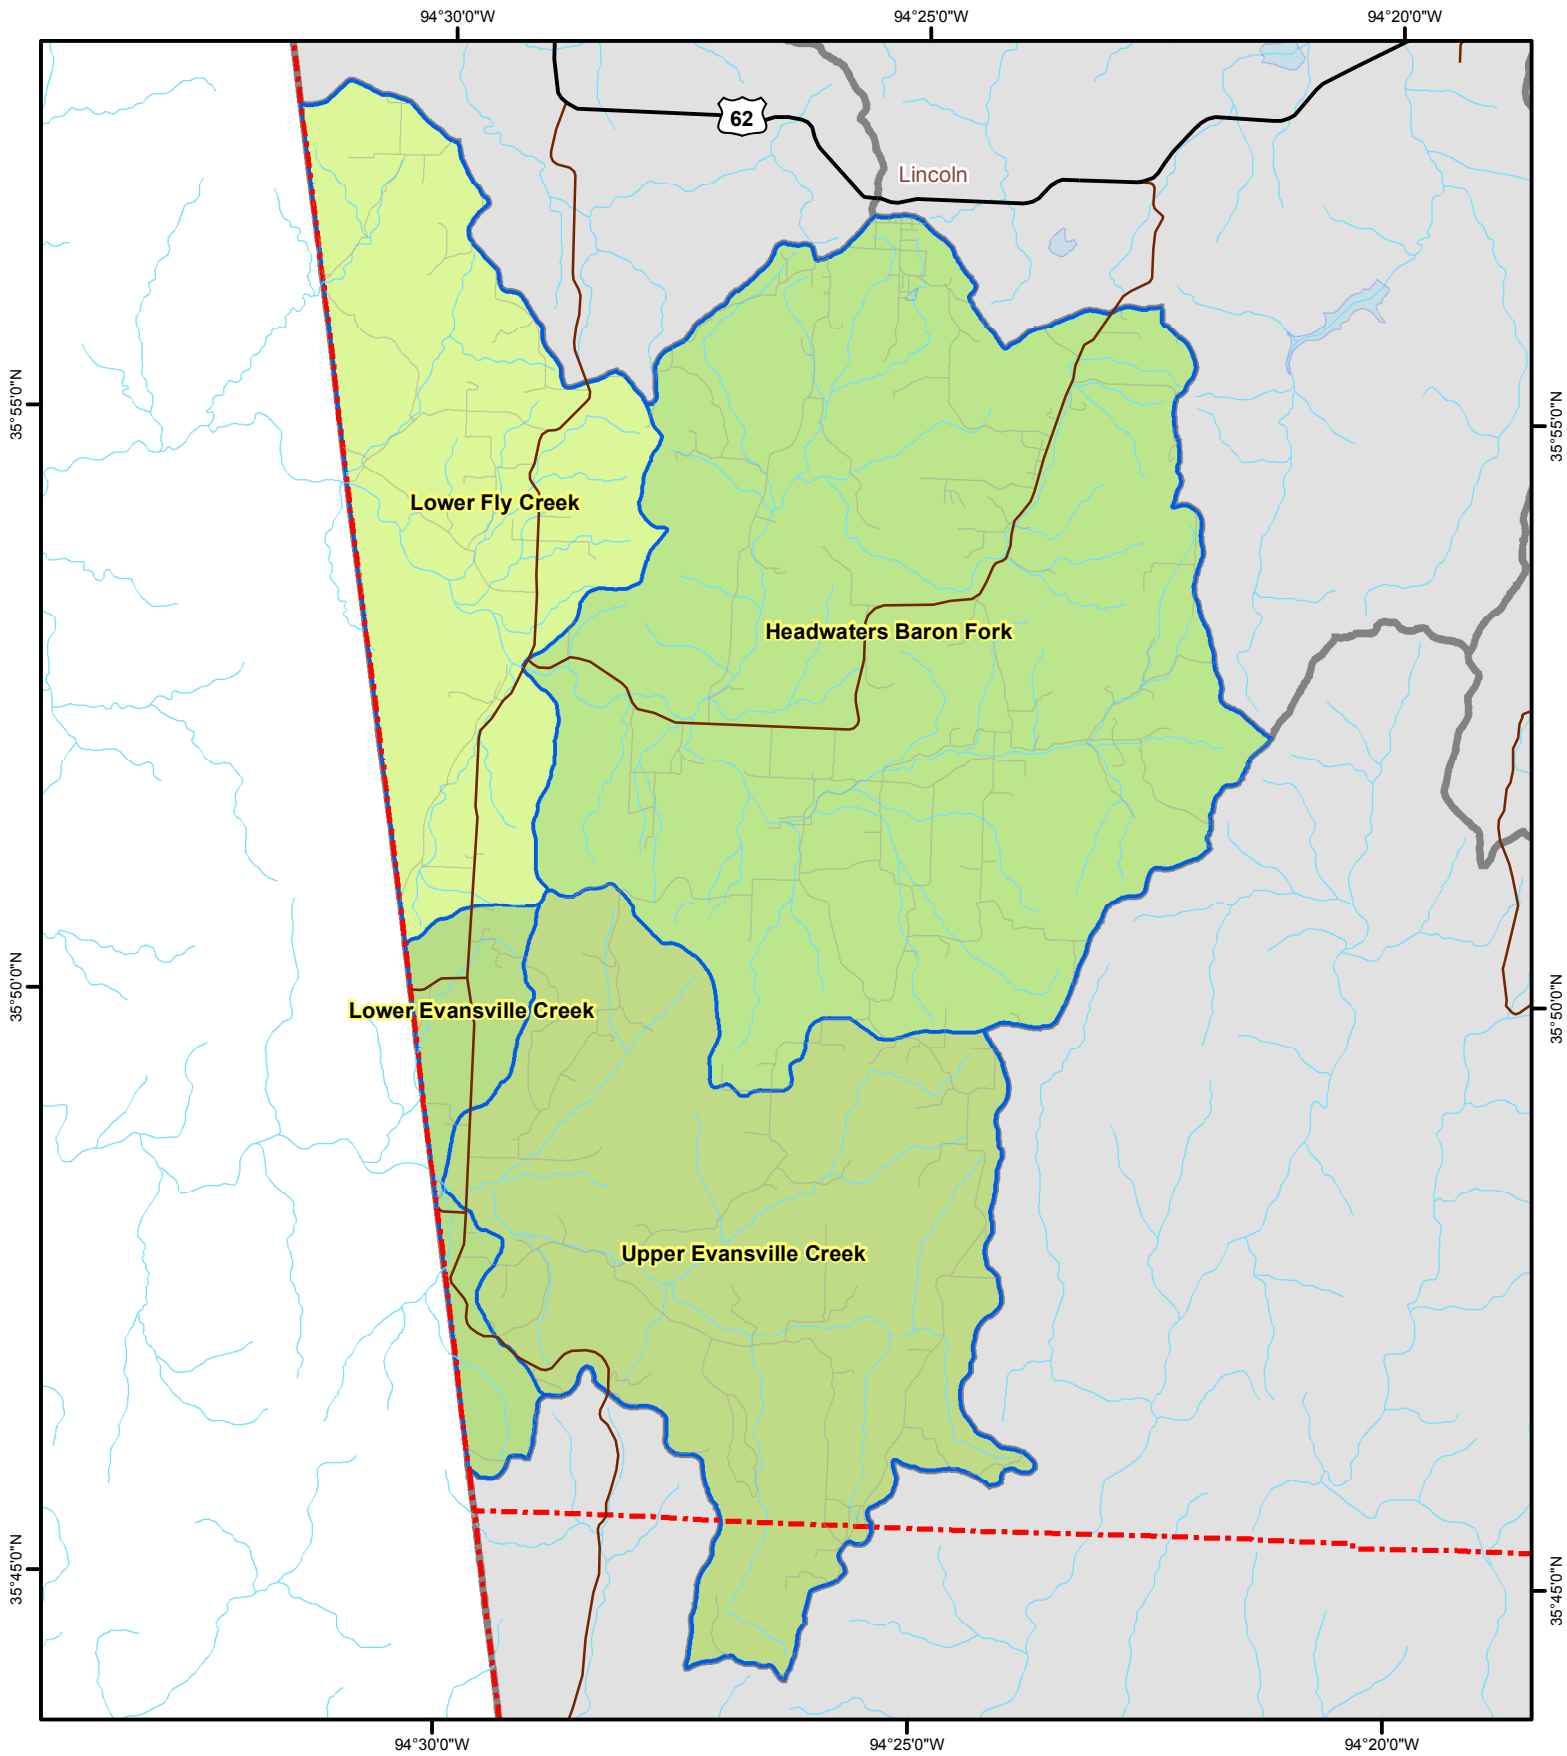 94°30'0"W
94°25'0"W
94°20'0"W
62
Lincoln
35°55'0"N
35°55'0"N
Lower Fly Creek
Headwaters Baron Fork
35°50'0"N
35°50'0"N
Lower Evansville Creek
Upper Evansville Creek
35°45'0"N
35°45'0"N
94°30'0"W
94°25'0"W
94°20'0"W